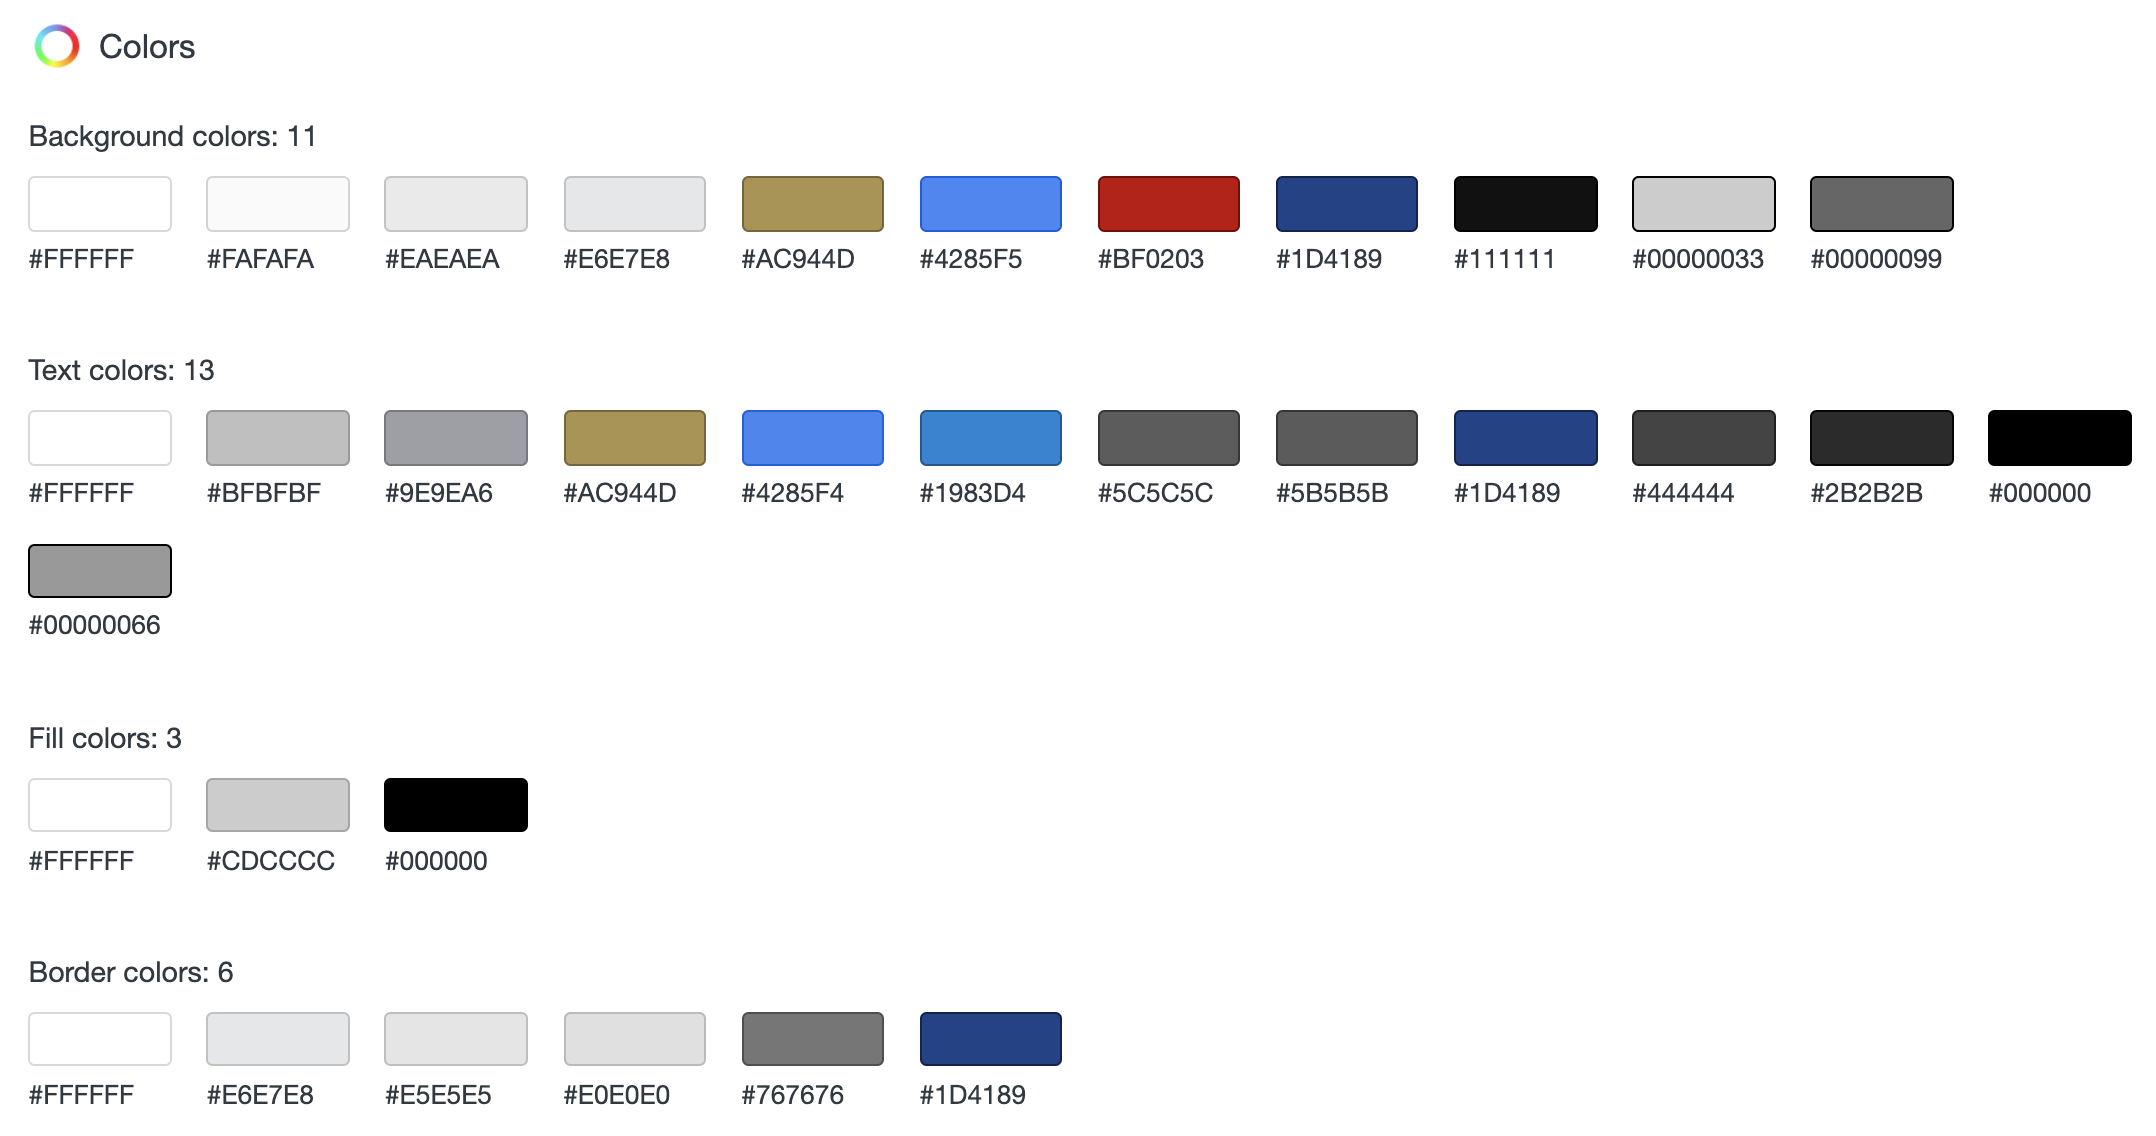 Colors
Background colors: 11
#FFFFFF #FAFAFA #EAEAEA #E6E7E8 #AC944D #4285F5 #BF0203 #1D4189 #111111 #00000033 #00000099
Text colors: 13
#FFFFFF #BFBFBF #9E9EA6 #AC944D #4285F4 #1983D4 #5C5C5C #5B5B5B #1D4189 #444444 #2B2B2B #000000
#00000066
Fill colors: 3
#FFFFFF #CDCCCC #000000
Border colors: 6
#FFFFFF #E6E7E8 #E5E5E5 #E0E0E0 #767676 #1D4189